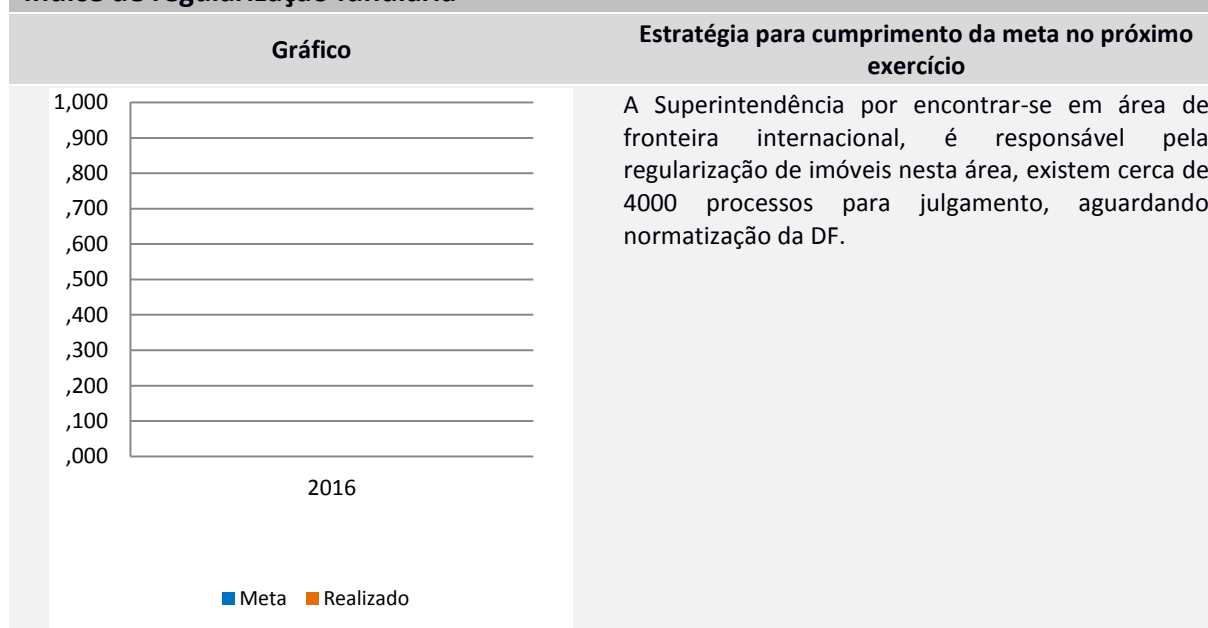 Gráfico
Estratégia para cumprimento da meta no próximo
exercício
1,000
,900
,800
,700
,600
,500
,400
,300
,200
,100
,000
2016
Meta Realizado
A Superintendência por encontrar-se em área de
fronteira internacional, é responsável pela
regularização de imóveis nesta área, existem cerca de
4000 processos para julgamento, aguardando
normatização da DF.